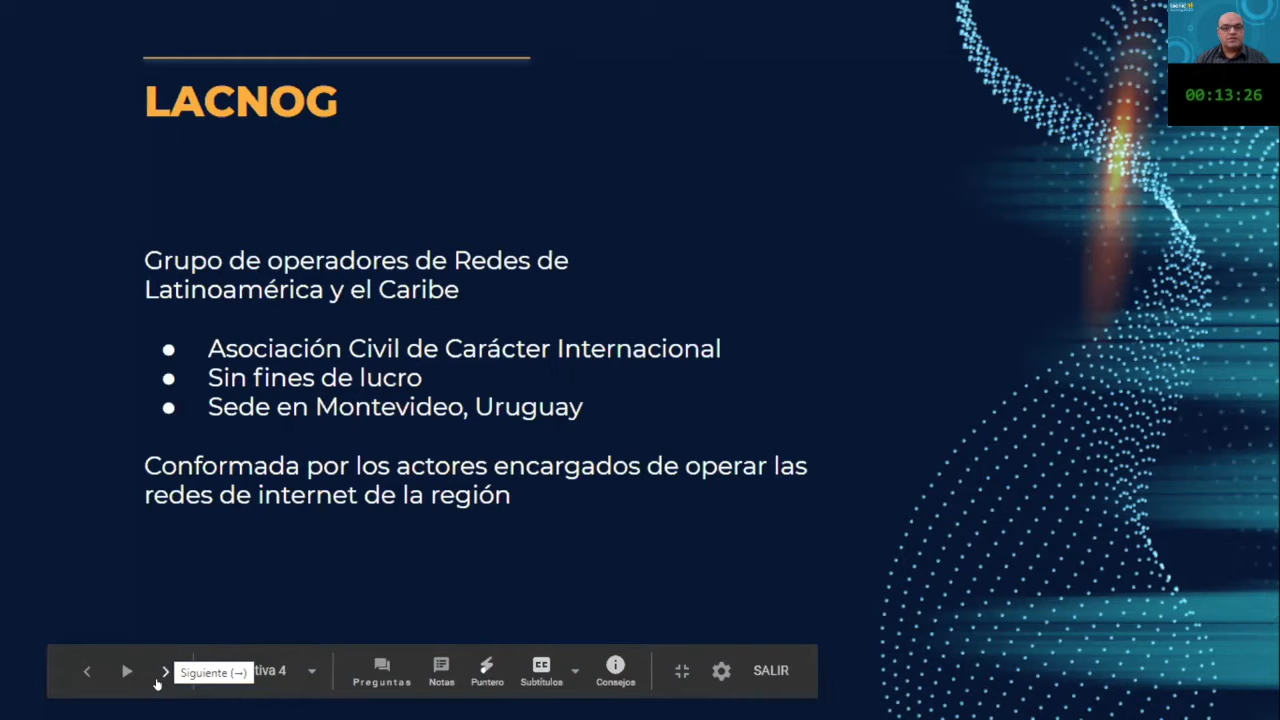 LACNOG
00:13:26
Grupo de operadores de Redes de
Latinoamérica y el Caribe
● Asociación Civil de Carácter Internacional
● Sin fines de lucro
● Sede en Montevideo, Uruguay
Conformada por los actores encargados de operar las
redes de internet de la región
Siguiente (→)
tiva 4
Preguntas
Notas
Puntero
Subtítulos
Consejos
SALIR